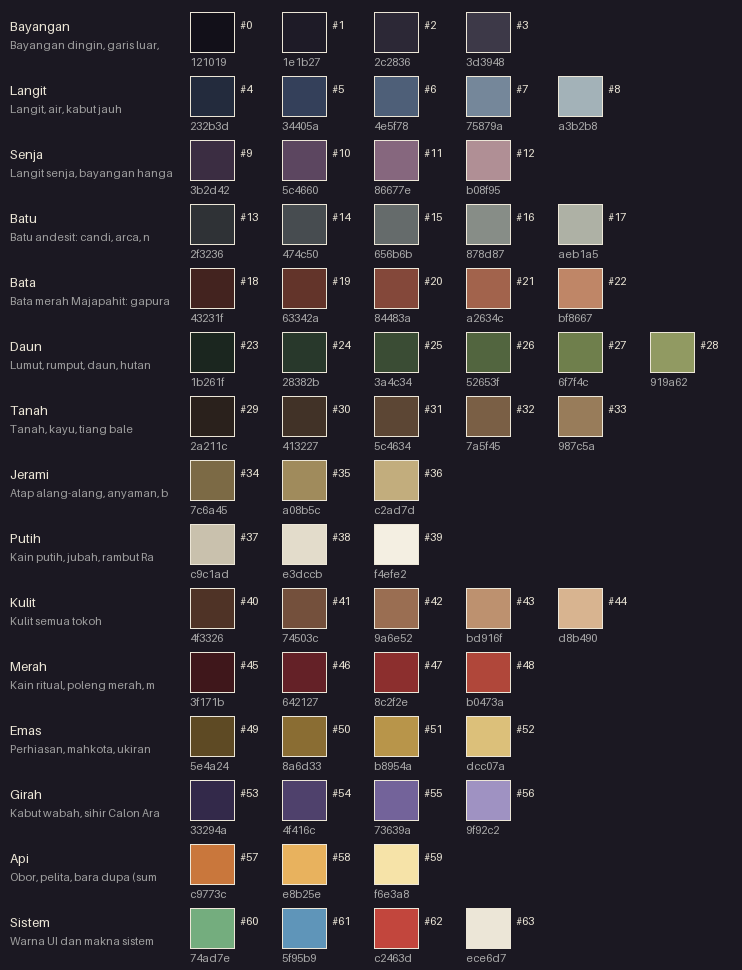 Bayangan #0 #1 #2 #3
Bayangan dingin, garis luar,
121019 1e1b27 2c2836 3d3948
Langit #4 #5 #6 #7 #8
Langit, air, kabut jauh
232b3d 34405a 4e5f78 75879a a3b2b8
Senja #9 #10 #11 #12
Langit senja, bayangan hanga
3b2d42 5c4660 86677e b08f95
Batu #13 #14 #15 #16 #17
Batu andesit: candi, arca, n
2f3236 474c50 656b6b 878d87 aeb1a5
Bata #18 #19 #20 #21 #22
Bata merah Majapahit: gapura
43231f 63342a 84483a a2634c bf8667
Daun #23 #24 #25 #26 #27 #28
Lumut, rumput, daun, hutan
1b261f 28382b 3a4c34 52653f 6f7f4c 919a62
Tanah #29 #30 #31 #32 #33
Tanah, kayu, tiang bale
2a211c 413227 5c4634 7a5f45 987c5a
Jerami #34 #35 #36
Atap alang-alang, anyaman, b
7c6a45 a08b5c c2ad7d
Putih #37 #38 #39
Kain putih, jubah, rambut Ra
c9c1ad e3dccb f4efe2
Kulit #40 #41 #42 #43 #44
Kulit semua tokoh
4f3326 74503c 9a6e52 bd916f d8b490
Merah #45 #46 #47 #48
Kain ritual, poleng merah, m
3f171b 642127 8c2f2e b0473a
Emas #49 #50 #51 #52
Perhiasan, mahkota, ukiran
5e4a24 8a6d33 b8954a dcc07a
Girah #53 #54 #55 #56
Kabut wabah, sihir Calon Ara
33294a 4f416c 73639a 9f92c2
Api #57 #58 #59
Obor, pelita, bara dupa (sum
c9773c e8b25e f6e3a8
Sistem #60 #61 #62 #63
Warna UI dan makna sistem
74ad7e 5f95b9 c2463d ece6d7